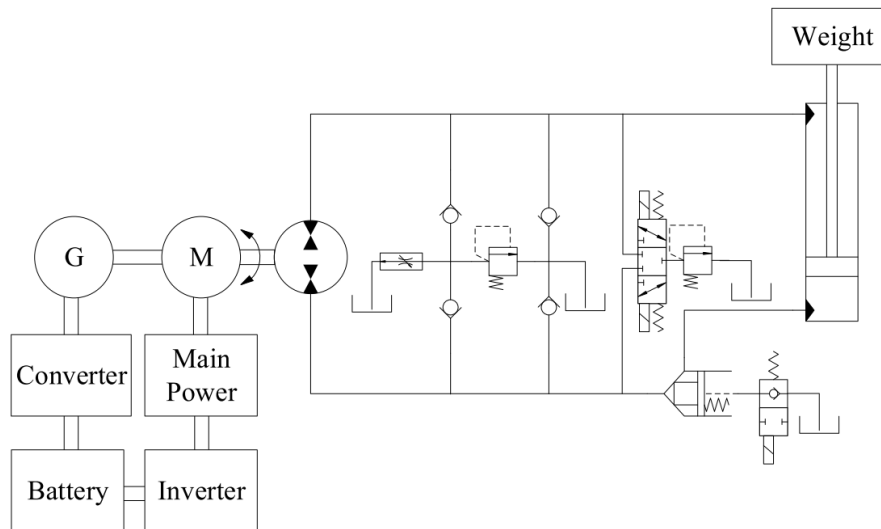 Weight
G
M
Converter
Main
Power
Battery
Inverter